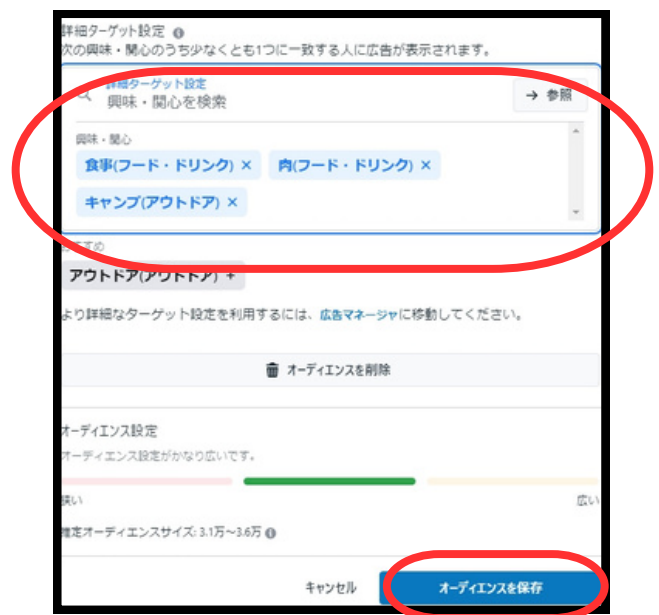 詳細ターゲット設定
次の興味・関心のうち少なくとも1つに一致する人に広告が表示されます。
詳細ターゲット設定
興味・関心を検索
→ 参照
興味・関心
食事(フード・ドリンク) × 肉(フード・ドリンク) ×
キャンプ(アウトドア) ×
おすすめ
アウトドア(アウトドア) +
より詳細なターゲット設定を利用するには、広告マネージャに移動してください。
オーディエンスを削除
オーディエンス設定
オーディエンス設定がかなり広いです。
狭い 広い
推定オーディエンスサイズ: 3.1万～3.6万
キャンセル オーディエンスを保存